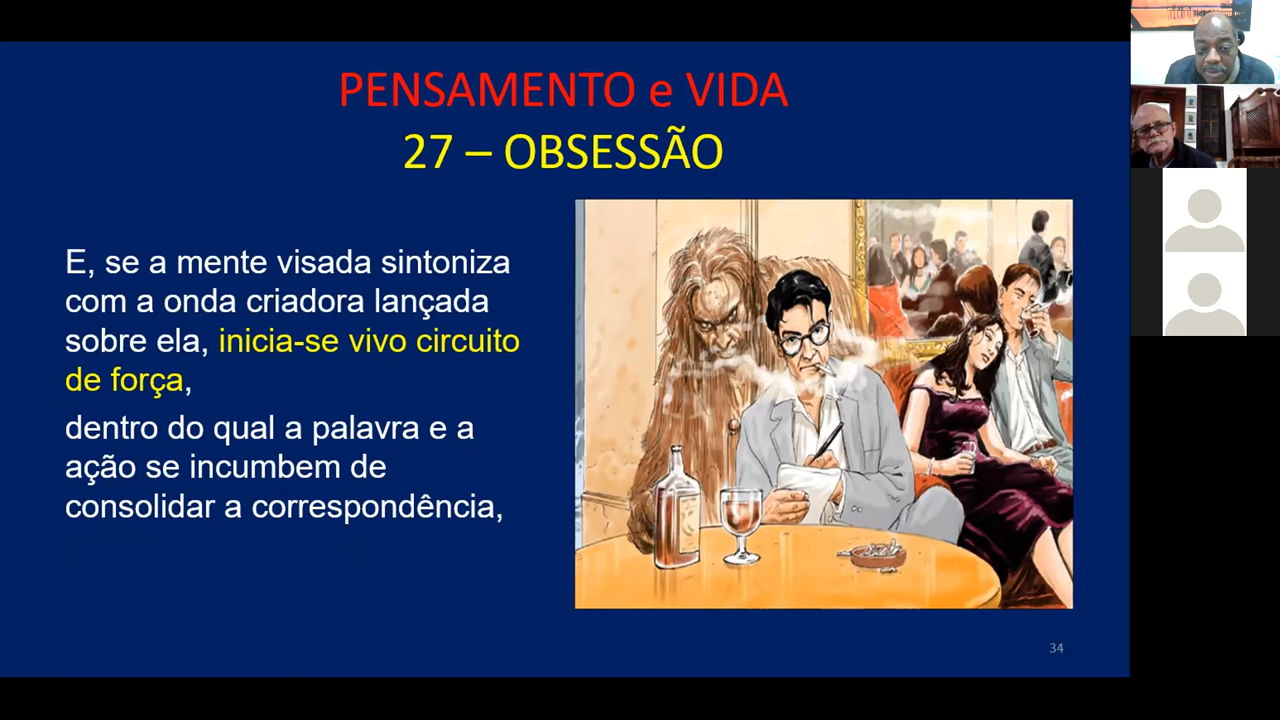 PENSAMENTO e VIDA
27 – OBSESSÃO
E, se a mente visada sintoniza
com a onda criadora lançada
sobre ela, inicia-se vivo circuito
de força,
dentro do qual a palavra e a
ação se incumbem de
consolidar a correspondência,
34